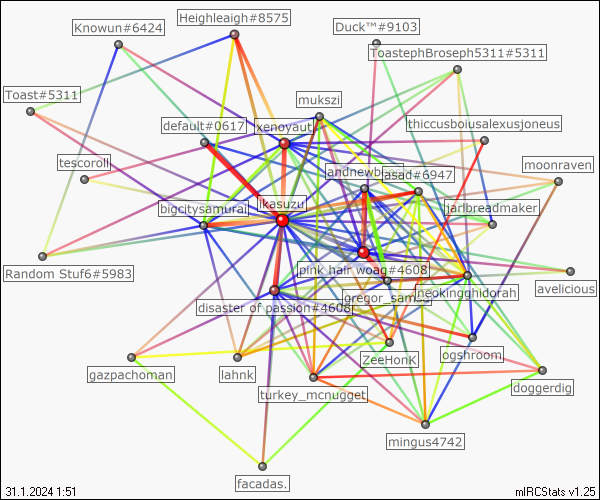 Heighleaigh#8575
Knowun#6424
Duck™#9103
ToastephBroseph5311#5311
Toast#5311
mukszi
default#0617
xenoyaut
thiccusboiusalexusjoneus
tescoroll
asad#6947
moonraven
bigcitysamurai
ikasuzu
jarlbreadmaker
Random Stuf6#5983
pink hair woag#4608
avelicious
disaster of passion#4608
neokingghidorah
gazpachoman
lahnk
ZeeHonK
ogshroom
turkey_mcnugget
doggerdig
mingus4742
facadas.
31.1.2024 1:51
mIRCStats v1.25